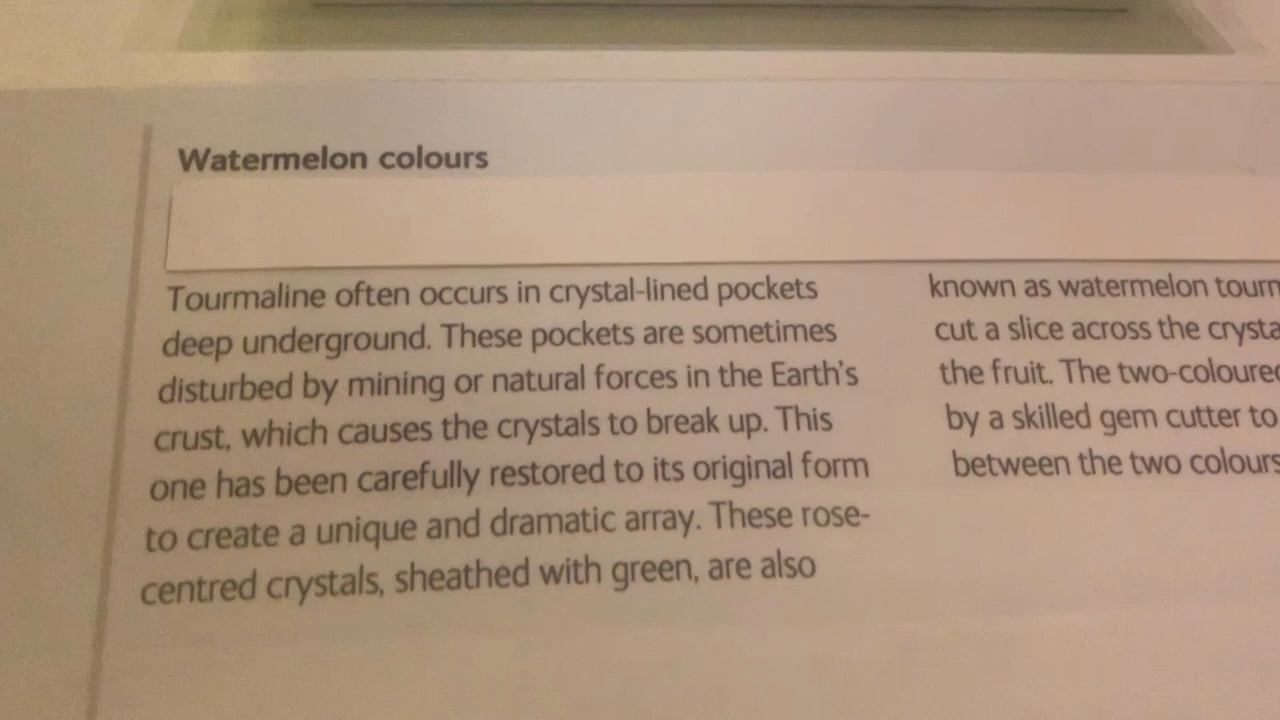 Watermelon colours
Tourmaline often occurs in crystal-lined pockets
deep underground. These pockets are sometimes
disturbed by mining or natural forces in the Earth's
crust, which causes the crystals to break up. This
one has been carefully restored to its original form
to create a unique and dramatic array. These rose-
centred crystals, sheathed with green, are also
known as watermelon
cut a slice across the
the fruit. The two-coloured
by a skilled gem cutter to
between the two colours